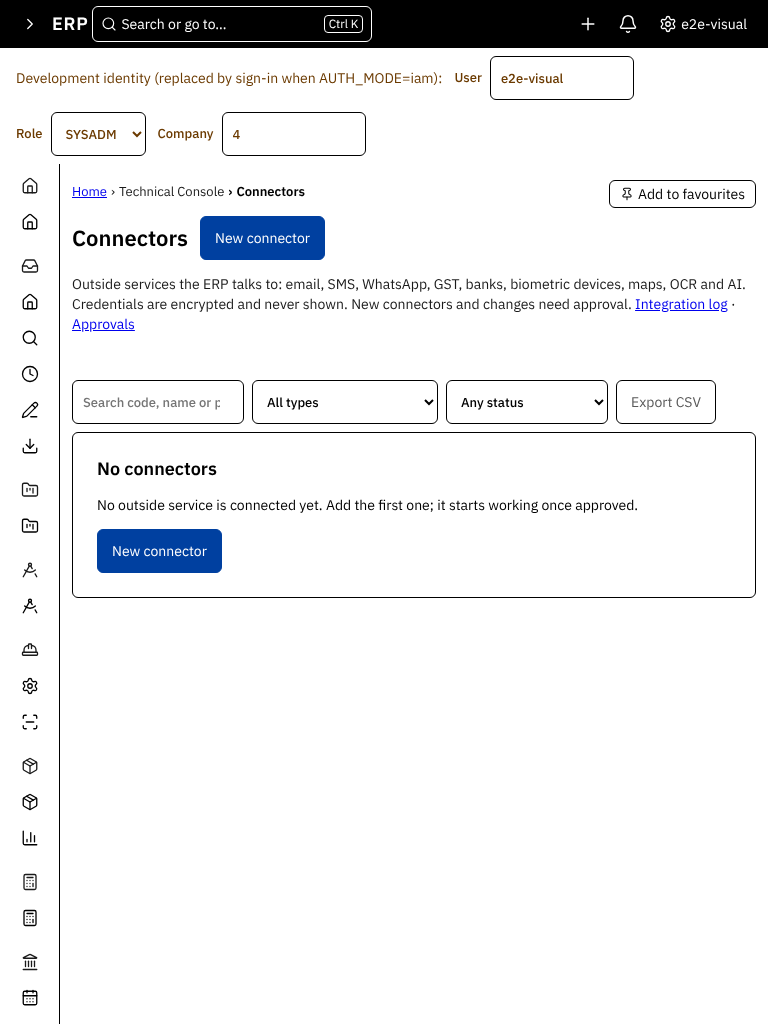 ERP
Search or go to...
Ctrl K
e2e-visual
Development identity (replaced by sign-in when AUTH_MODE=iam):
User
e2e-visual
Role
SYSADM
Company
4
Home › Technical Console › Connectors
Add to favourites
Connectors
New connector
Outside services the ERP talks to: email, SMS, WhatsApp, GST, banks, biometric devices, maps, OCR and AI.
Credentials are encrypted and never shown. New connectors and changes need approval. Integration log ·
Approvals
Search code, name or p
All types
Any status
Export CSV
No connectors
No outside service is connected yet. Add the first one; it starts working once approved.
New connector